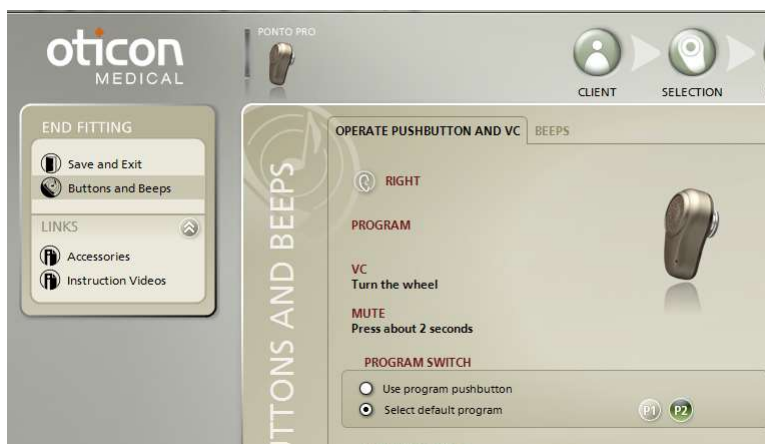 oticon
MEDICAL
PONTO PRO
CLIENT
SELECTION
END FITTING
Save and Exit
Buttons and Beeps
LINKS
Accessories
Instruction Videos
UTTONS AND BEEPS
OPERATE PUSHBUTTON AND VC
BEEPS
RIGHT
PROGRAM
VC
Turn the wheel
MUTE
Press about 2 seconds
PROGRAM SWITCH
Use program pushbutton
Select default program
P1 P2